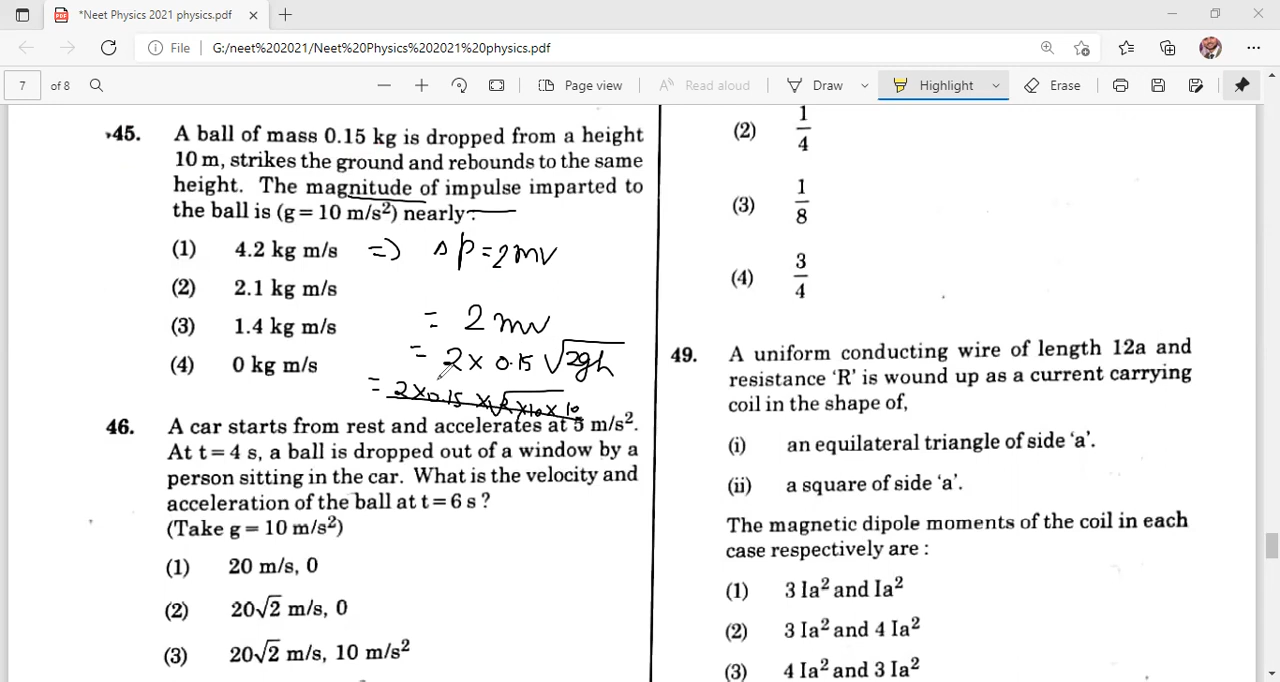 *Neet Physics 2021 physics.pdf
File G:/neet%202021/Neet%20Physics%202021%20physics.pdf
7 of 8 Page view Read aloud Draw Highlight Erase
45. A ball of mass 0.15 kg is dropped from a height
10 m, strikes the ground and rebounds to the same
height. The magnitude of impulse imparted to
the ball is (g = 10 m/s²) nearly :
(1) 4.2 kg m/s => Δp = 2mv
(2) 2.1 kg m/s
(3) 1.4 kg m/s = 2mv
(4) 0 kg m/s = 2 × 0.15 √2gh
= 2×0.15 ×√2×10×10
46. A car starts from rest and accelerates at 5 m/s².
At t = 4 s, a ball is dropped out of a window by a
person sitting in the car. What is the velocity and
acceleration of the ball at t = 6 s ?
(Take g = 10 m/s²)
(1) 20 m/s, 0
(2) 20√2 m/s, 0
(3) 20√2 m/s, 10 m/s²
(2) 1/4
(3) 1/8
(4) 3/4
49. A uniform conducting wire of length 12a and
resistance 'R' is wound up as a current carrying
coil in the shape of,
(i) an equilateral triangle of side 'a'.
(ii) a square of side 'a'.
The magnetic dipole moments of the coil in each
case respectively are :
(1) 3 Ia² and Ia²
(2) 3 Ia² and 4 Ia²
(3) 4 Ia² and 3 Ia²